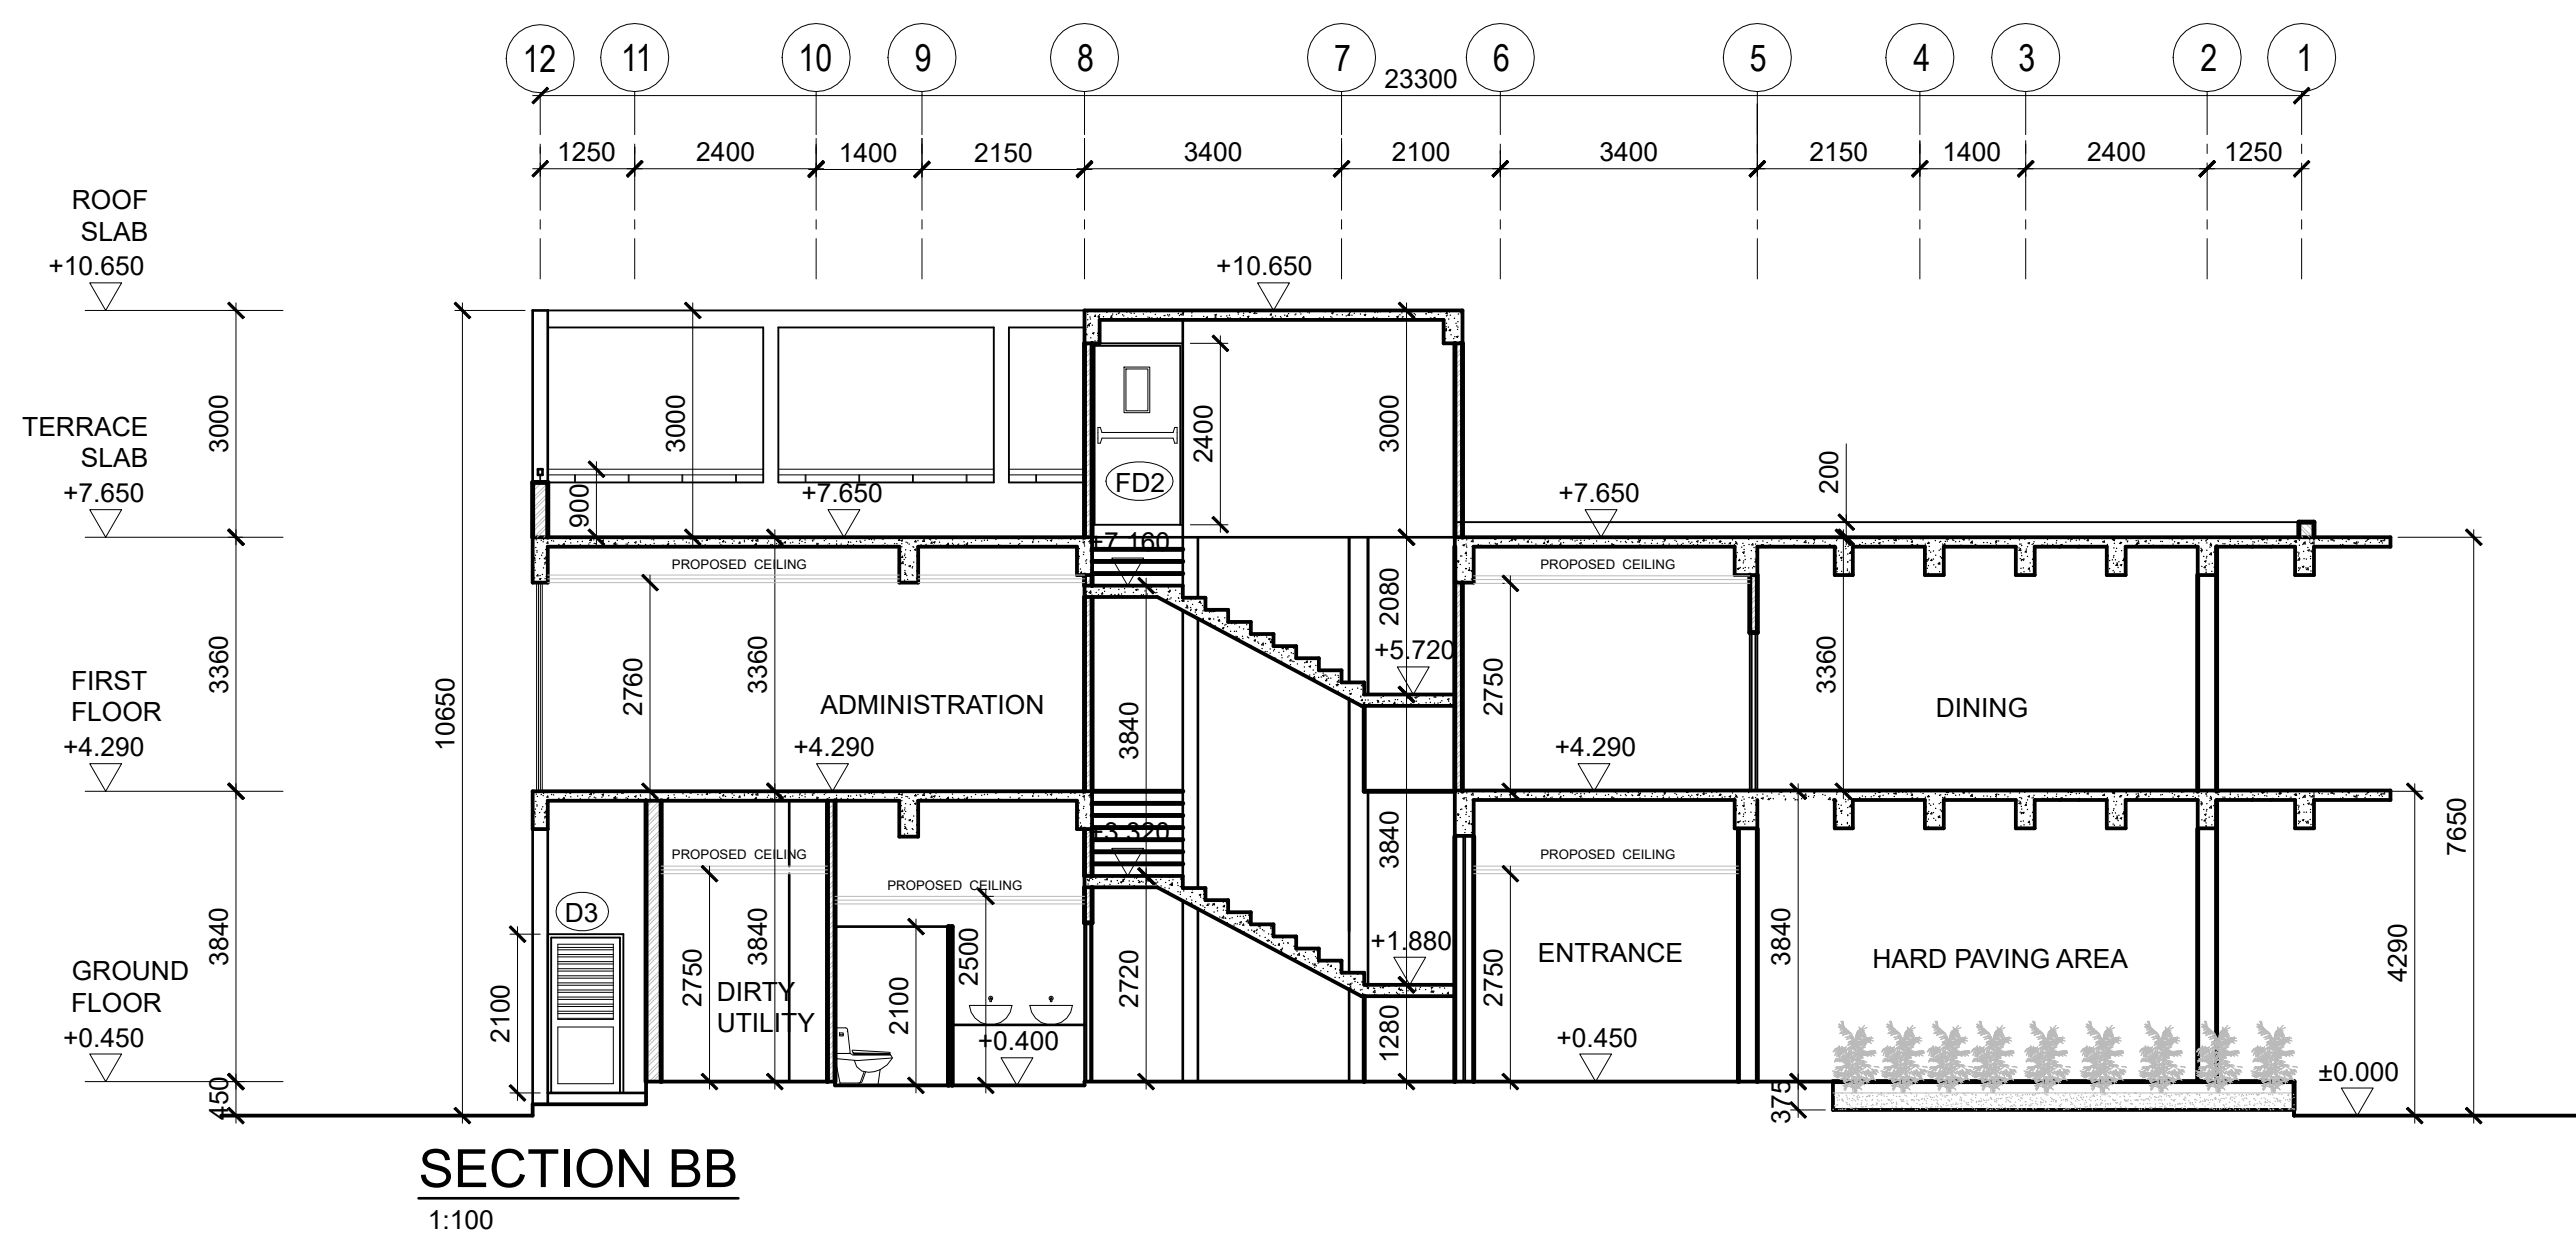 12 11 10 9 8 7 6 5 4 3 2 1
23300
1250 2400 1400 2150 3400 2100 3400 2150 1400 2400 1250
ROOF
SLAB
+10.650
+10.650
3000
3000
2400
3000
TERRACE
SLAB
+7.650
FD2
900
+7.650
+7.650
200
+7.160
PROPOSED CEILING
PROPOSED CEILING
2080
+5.720
FIRST
FLOOR
+4.290
3360
10650
2760
3360
ADMINISTRATION
+4.290
3840
2750
+4.290
3360
DINING
+3.320
PROPOSED CEILING
PROPOSED CEILING
PROPOSED CEILING
3840
7650
D3
GROUND
FLOOR
+0.450
3840
450
2100
2750
3840
DIRTY
UTILITY
2100
2500
+0.400
2720
+1.880
1280
2750
ENTRANCE
+0.450
3840
375
HARD PAVING AREA
4290
±0.000
SECTION BB
1:100